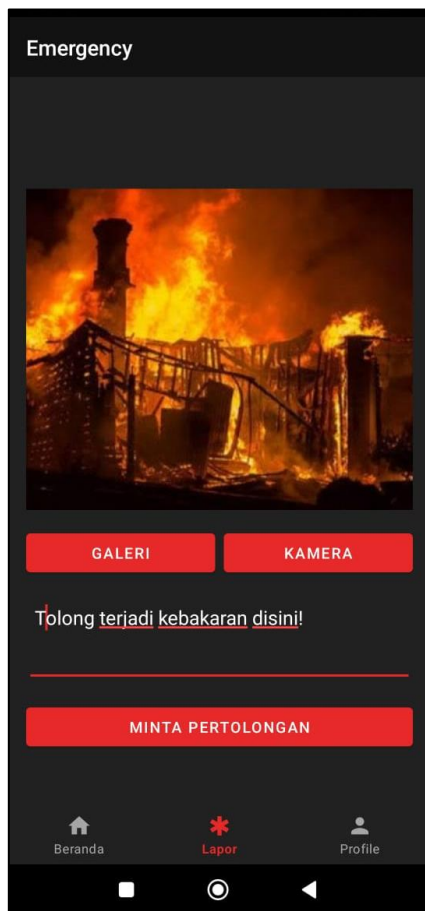 Emergency
GALERI KAMERA
Tolong terjadi kebakaran disini!
MINTA PERTOLONGAN
Beranda Lapor Profile